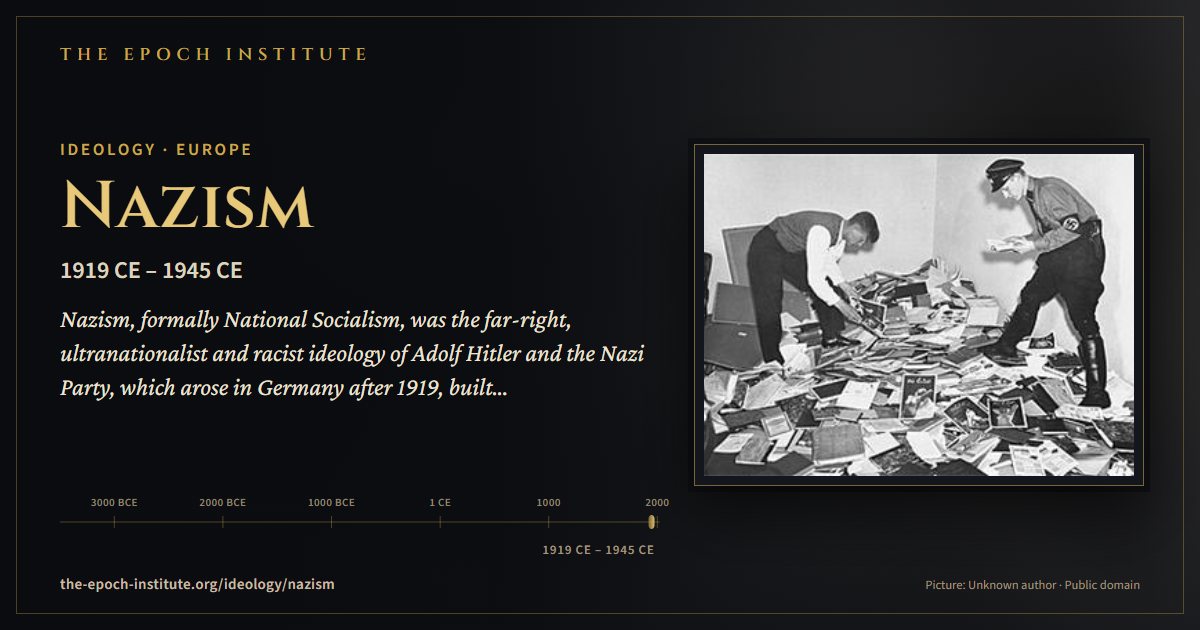 THE EPOCH INSTITUTE
IDEOLOGY · EUROPE
NAZISM
1919 CE – 1945 CE
Nazism, formally National Socialism, was the far-right,
ultranationalist and racist ideology of Adolf Hitler and the Nazi
Party, which arose in Germany after 1919, built...
3000 BCE 2000 BCE 1000 BCE 1 CE 1000 2000
1919 CE – 1945 CE
the-epoch-institute.org/ideology/nazism
Picture: Unknown author · Public domain